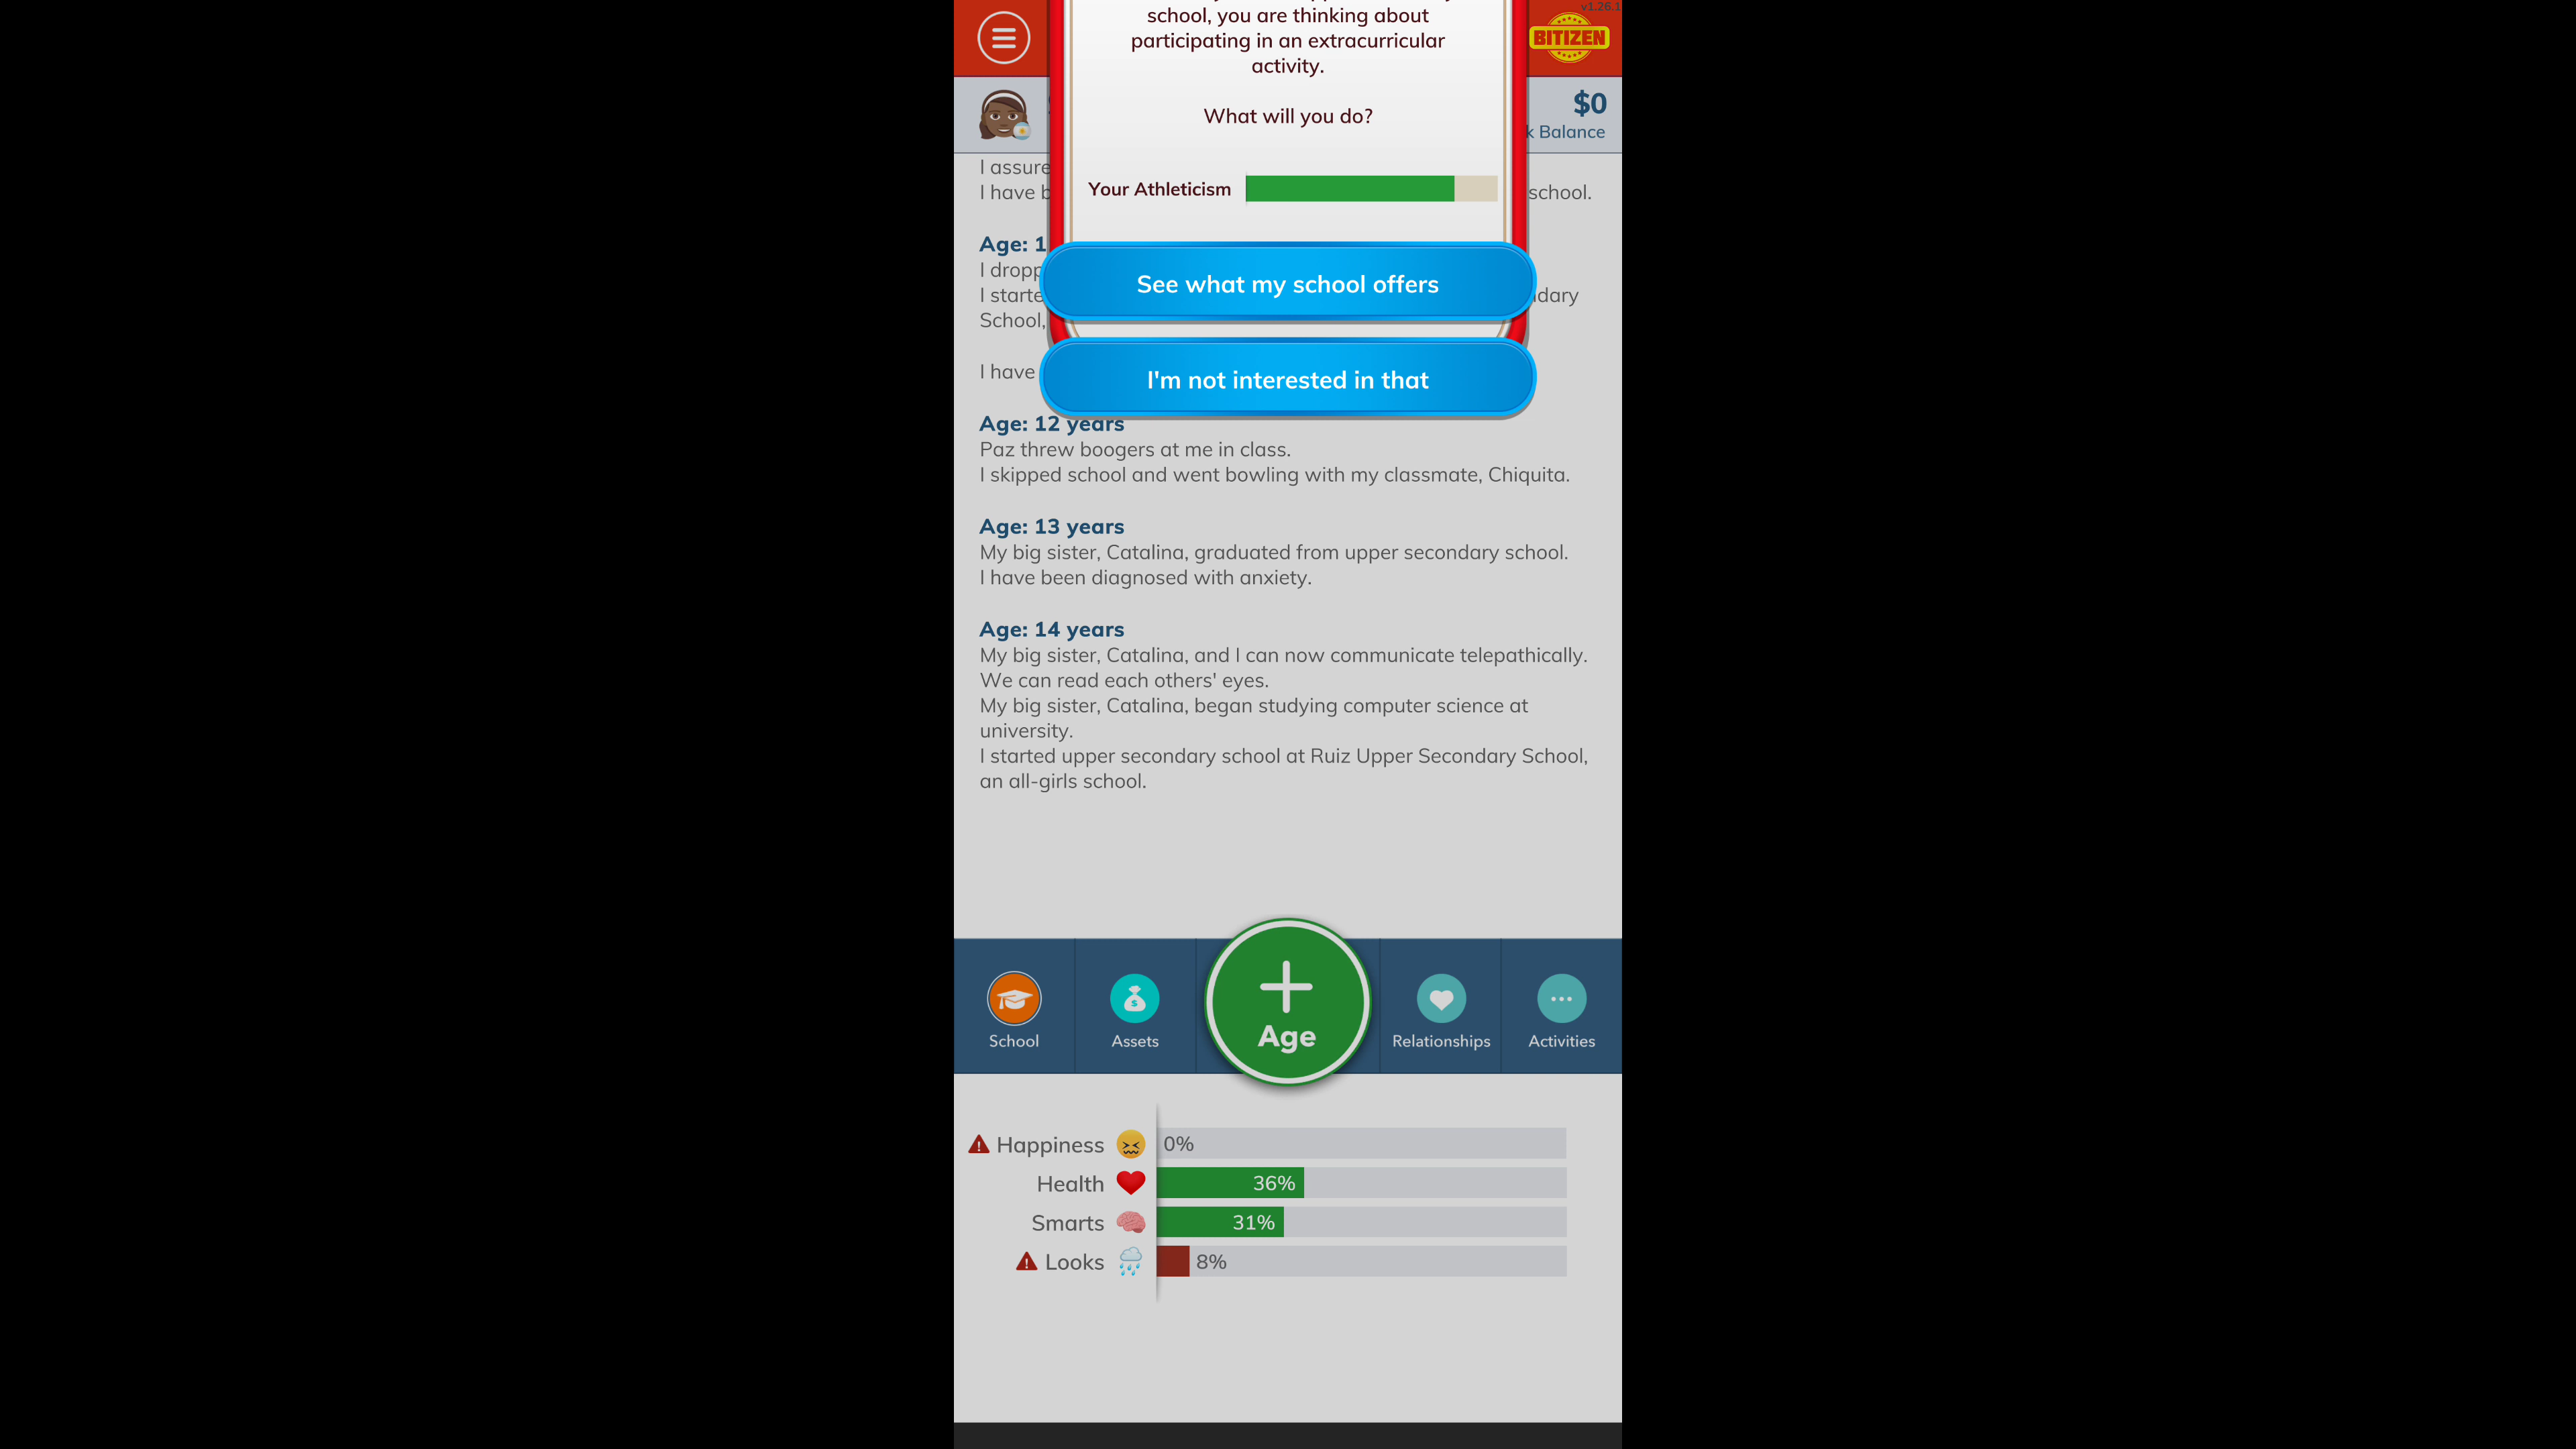 v1.26.1
school, you are thinking about
participating in an extracurricular
activity.
What will you do?
BITIZEN
$0
Balance
Your Athleticism
See what my school offers
I'm not interested in that
I assure
I have
school.
Age: 1
I
I
School,
I have
Age: 12 years
Paz threw boogers at me in class.
I skipped school and went bowling with my classmate, Chiquita.
Age: 13 years
My big sister, Catalina, graduated from upper secondary school.
I have been diagnosed with anxiety.
Age: 14 years
My big sister, Catalina, and I can now communicate telepathically.
We can read each others' eyes.
My big sister, Catalina, began studying computer science at
university.
I started upper secondary school at Ruiz Upper Secondary School,
an all-girls school.
School
Assets
Age
Relationships
Activities
Happiness 0%
Health 36%
Smarts 31%
Looks 8%